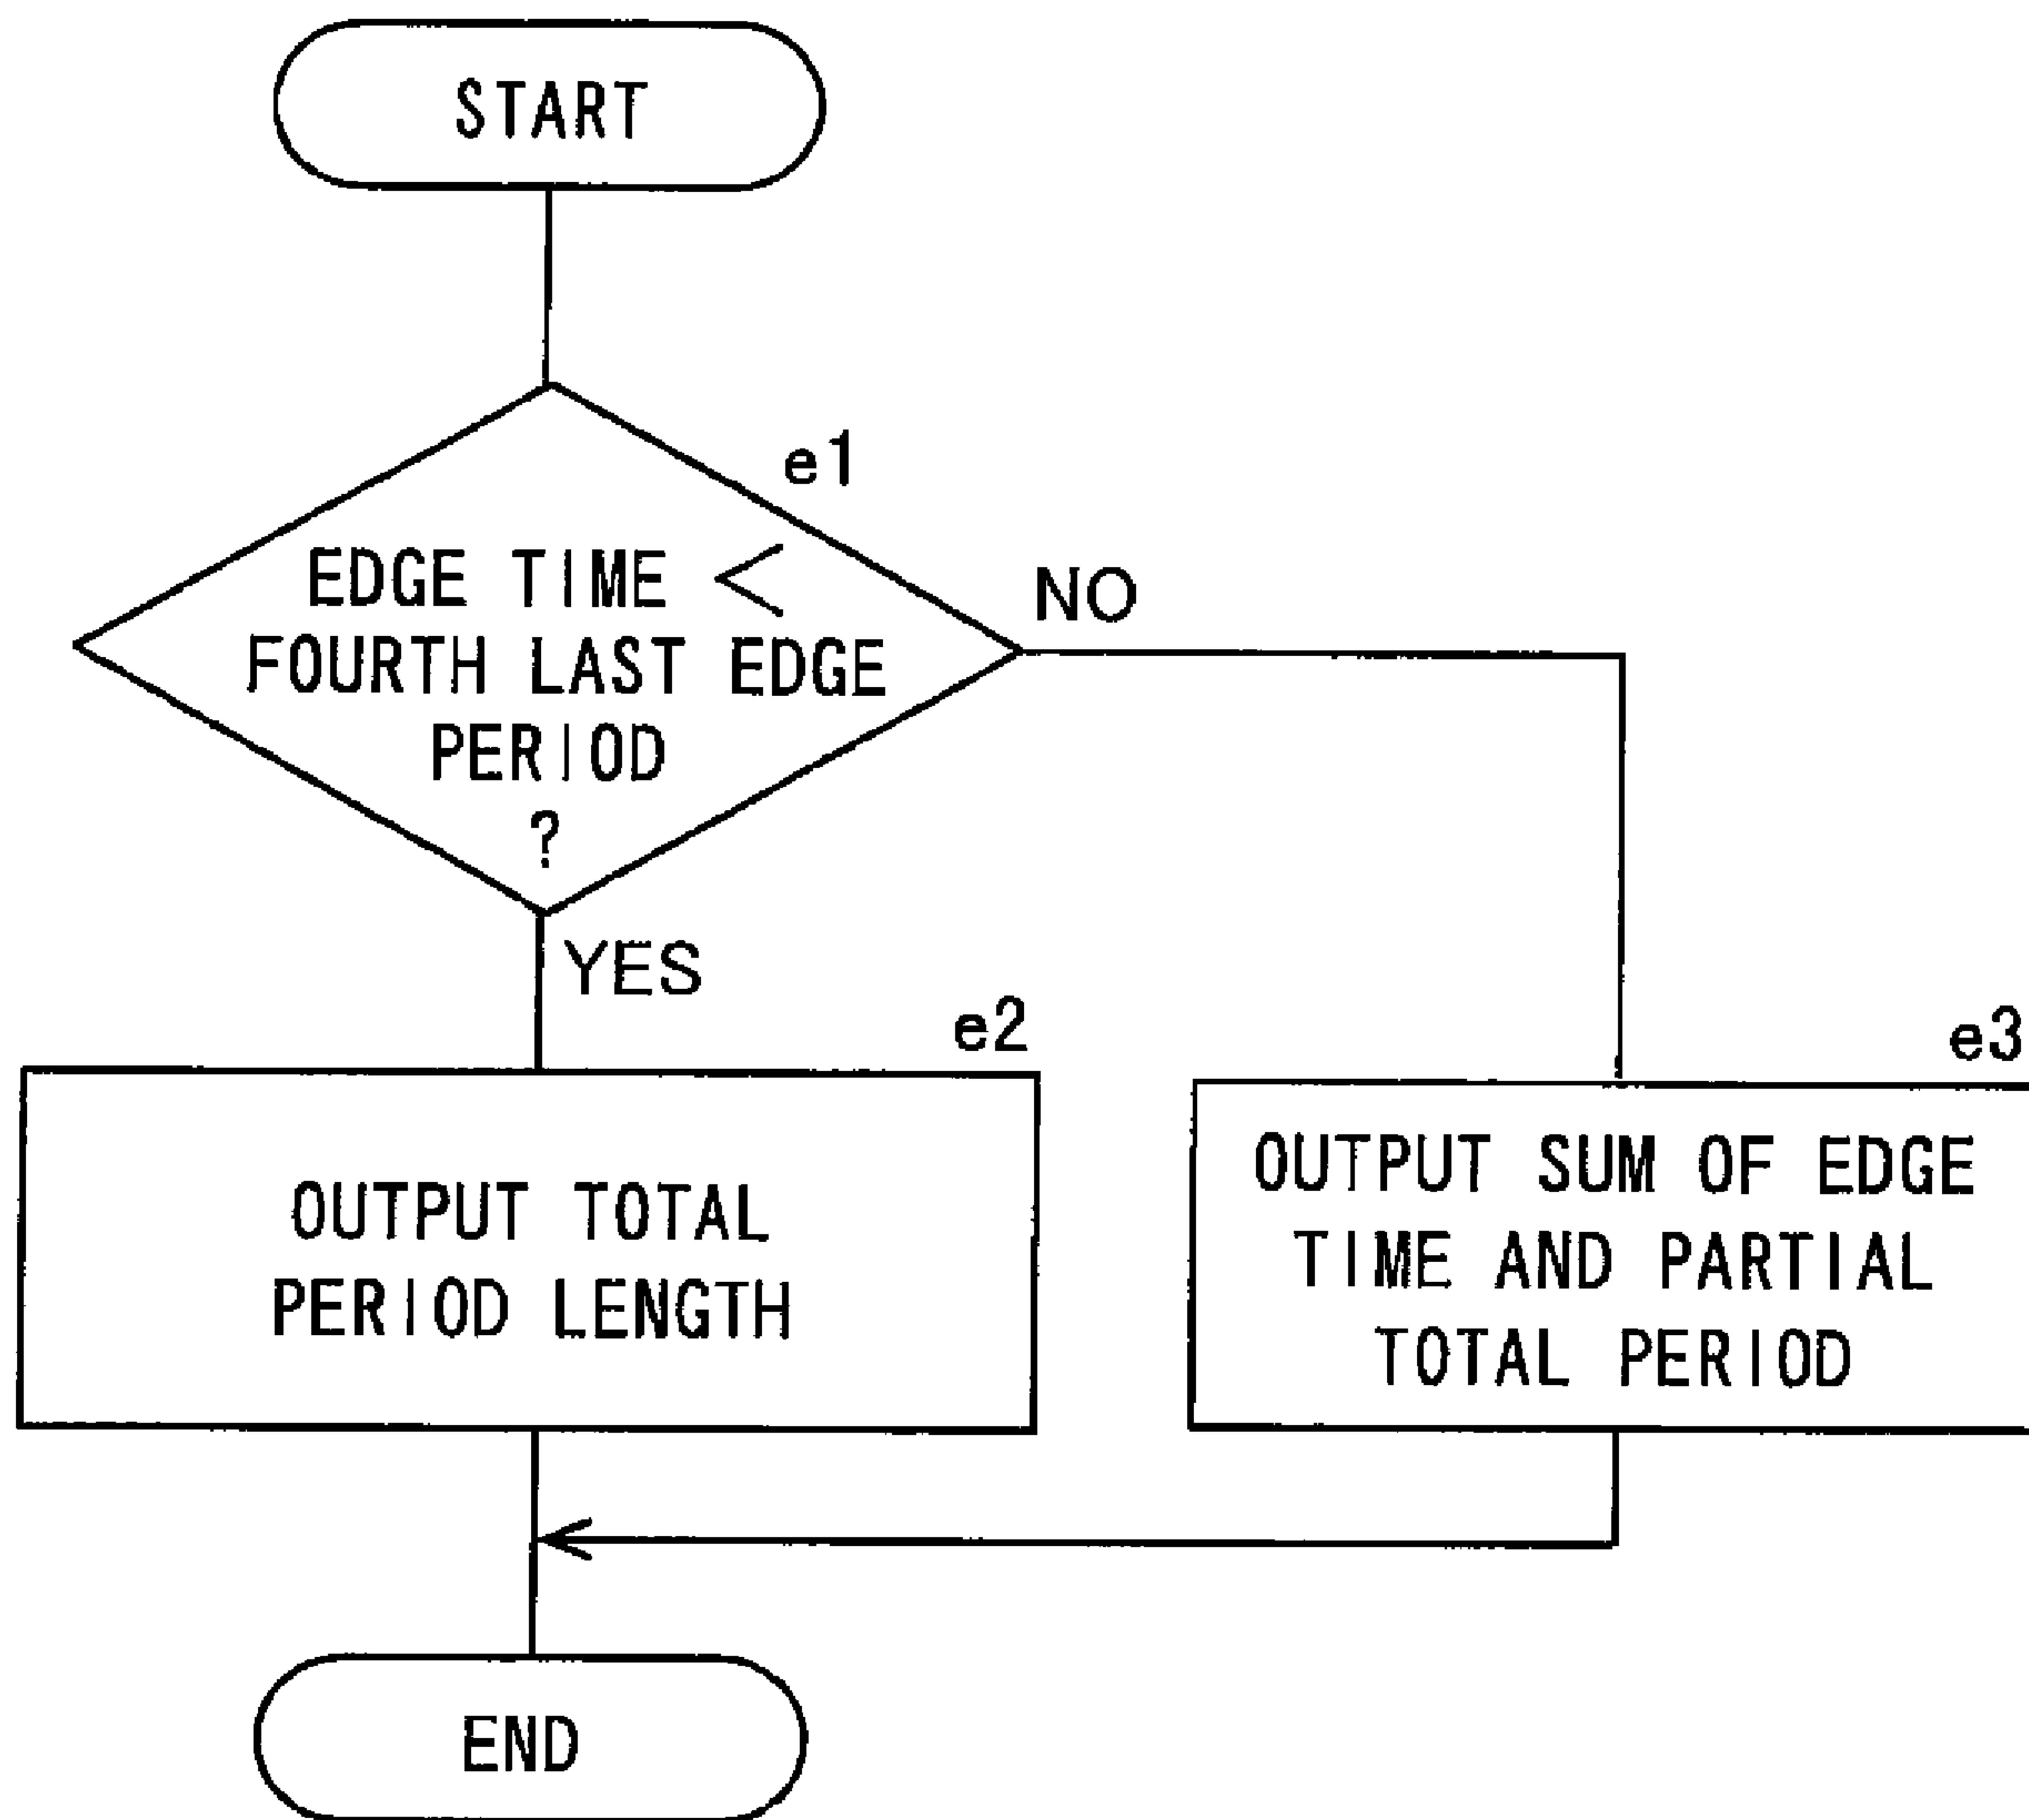 START
e1
EDGE TIME <
FOURTH LAST EDGE
PERIOD
?
NO
YES
e2
OUTPUT TOTAL
PERIOD LENGTH
e3
OUTPUT SUM OF EDGE
TIME AND PARTIAL
TOTAL PERIOD
END